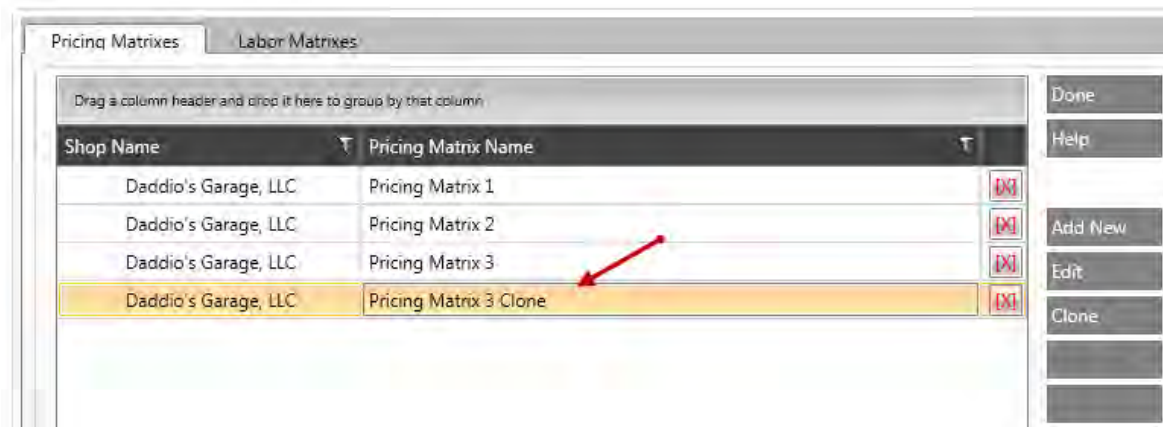 Pricing Matrixes Labor Matrixes
Drag a column header and drop it here to group by that column
Done
Shop Name Pricing Matrix Name
Help
Daddio's Garage, LLC Pricing Matrix 1 [X]
Daddio's Garage, LLC Pricing Matrix 2 [X]
Add New
Daddio's Garage, LLC Pricing Matrix 3 [X]
Edit
Daddio's Garage, LLC Pricing Matrix 3 Clone [X]
Clone